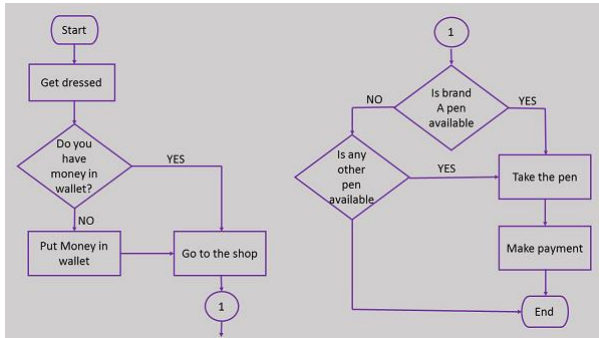 Start
Get dressed
Do you
have
money in
wallet?
YES
NO
Put Money in
wallet
Go to the shop
1
1
Is brand
A pen
available
NO
YES
Is any
other
pen
available
YES
Take the pen
Make payment
End